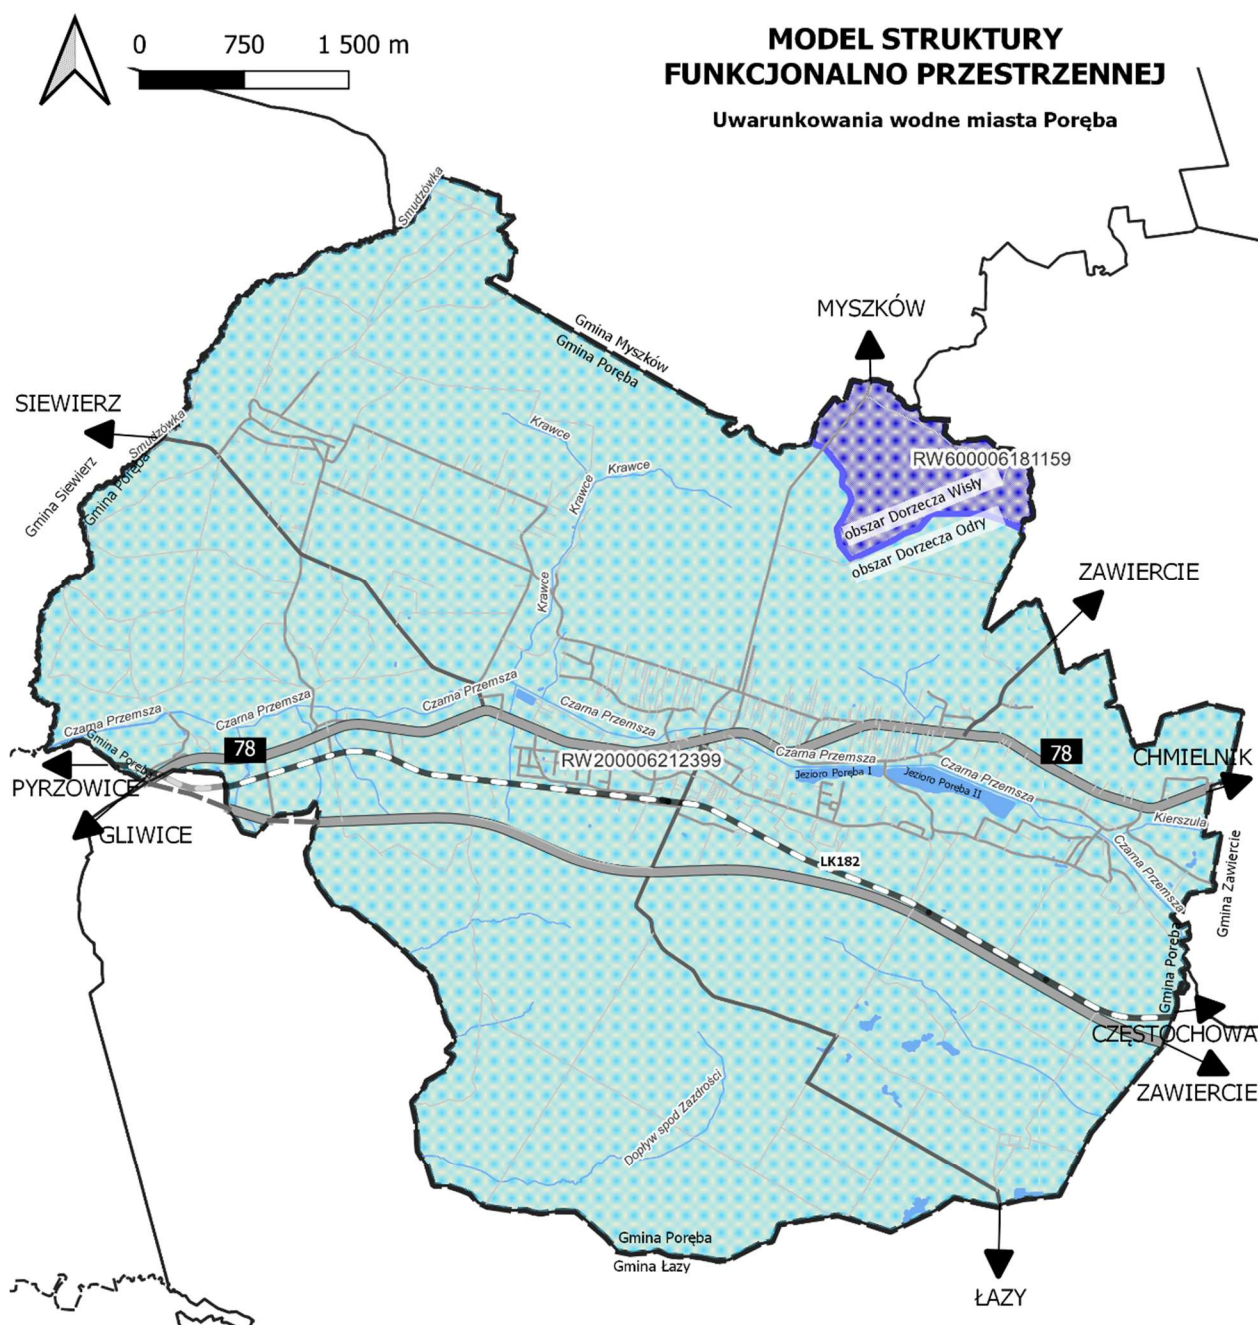 0 750 1 500 m
MODEL STRUKTURY
FUNKCJONALNO PRZESTRZENNEJ
Uwarunkowania wodne miasta Poręba
Smudzówka
MYSZKÓW
Gmina Myszków
Gmina Poręba
SIEWIERZ
Smudzówka
Gmina Siewierz
Gmina Poręba
Krawce
Krawce
Krawce
Krawce
RW600006181159
obszar Dorzecza Wisły
obszar Dorzecza Odry
ZAWIERCIE
Czarna Przemsza
Czarna Przemsza
Czarna Przemsza
Czarna Przemsza
Czarna Przemsza
Czarna Przemsza
Czarna Przemsza
78
78
RW200006212399
Jezioro Poręba I
Jezioro Poręba II
CHMIELNIK
Gmina Poręba
PYRZOWICE
GLIWICE
Kierszula
LK182
Gmina Zawiercie
Gmina Poręba
CZĘSTOCHOWA
ZAWIERCIE
Dopływ spod Zazdrości
Gmina Poręba
Gmina Łazy
ŁAZY